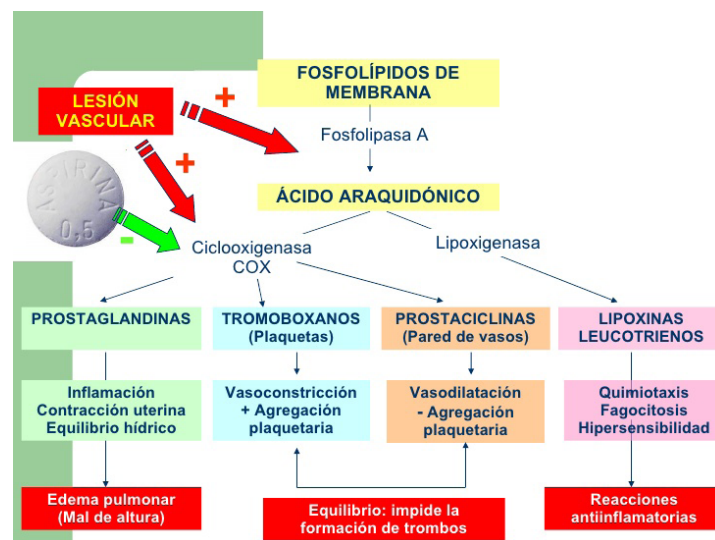 FOSFOLÍPIDOS DE
MEMBRANA
LESIÓN
VASCULAR
+
Fosfolipasa A
+
ASPIRINA
0,5
ÁCIDO ARAQUIDÓNICO
-
Ciclooxigenasa
COX
Lipoxigenasa
PROSTAGLANDINAS
TROMOBOXANOS
(Plaquetas)
PROSTACICLINAS
(Pared de vasos)
LIPOXINAS
LEUCOTRIENOS
Inflamación
Contracción uterina
Equilibrio hídrico
Vasoconstricción
+ Agregación
plaquetaria
Vasodilatación
- Agregación
plaquetaria
Quimiotaxis
Fagocitosis
Hipersensibilidad
Edema pulmonar
(Mal de altura)
Equilibrio: impide la
formación de trombos
Reacciones
antiinflamatorias